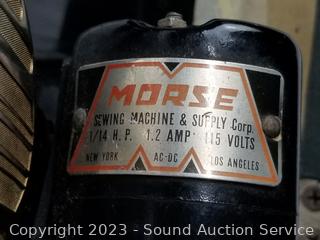 MORSE
SEWING MACHINE & SUPPLY Corp.
1/14 H.P. 1.2 AMP 115 VOLTS
NEW YORK AC-DC LOS ANGELES
Copyright 2023 - Sound Auction Service